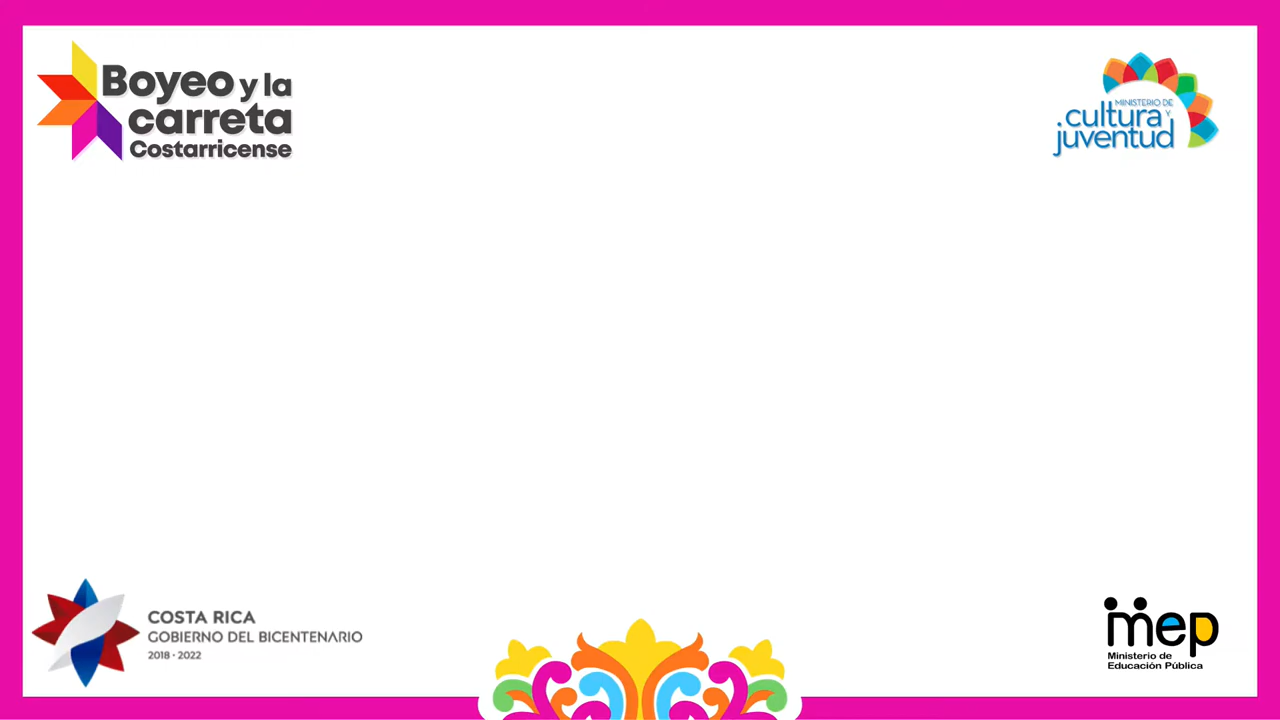 Boyeo y la
carreta
Costarricense
MINISTERIO DE
cultura Y
juventud
COSTA RICA
GOBIERNO DEL BICENTENARIO
2018 · 2022
mep
Ministerio de
Educación Pública